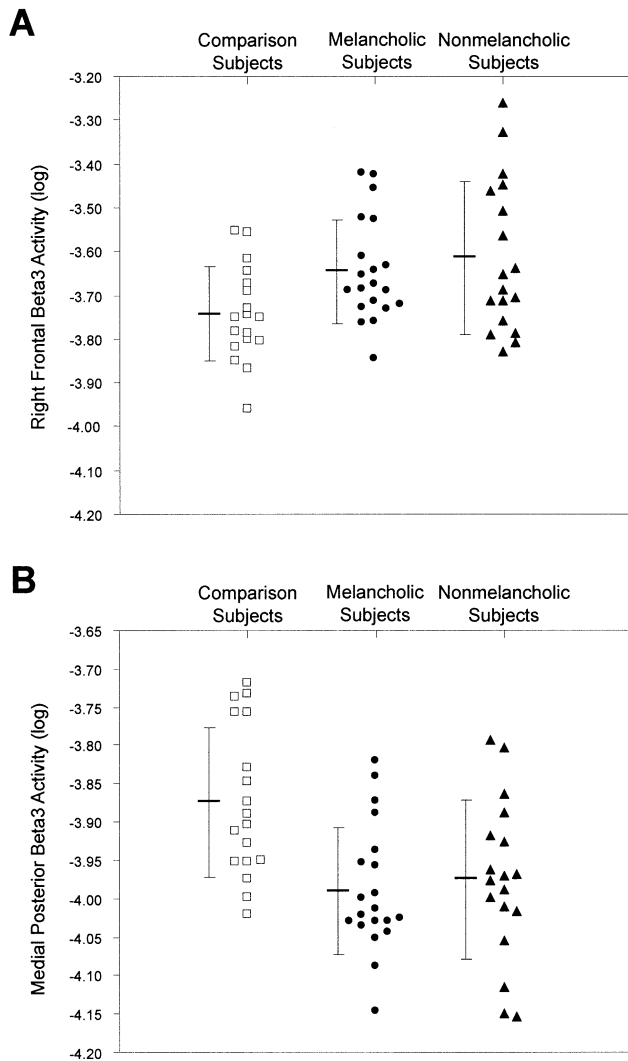 A
Comparison Subjects
Melancholic Subjects
Nonmelancholic Subjects
Right Frontal Beta3 Activity (log)
-3.20
-3.30
-3.40
-3.50
-3.60
-3.70
-3.80
-3.90
-4.00
-4.10
-4.20
B
Comparison Subjects
Melancholic Subjects
Nonmelancholic Subjects
Medial Posterior Beta3 Activity (log)
-3.65
-3.70
-3.75
-3.80
-3.85
-3.90
-3.95
-4.00
-4.05
-4.10
-4.15
-4.20